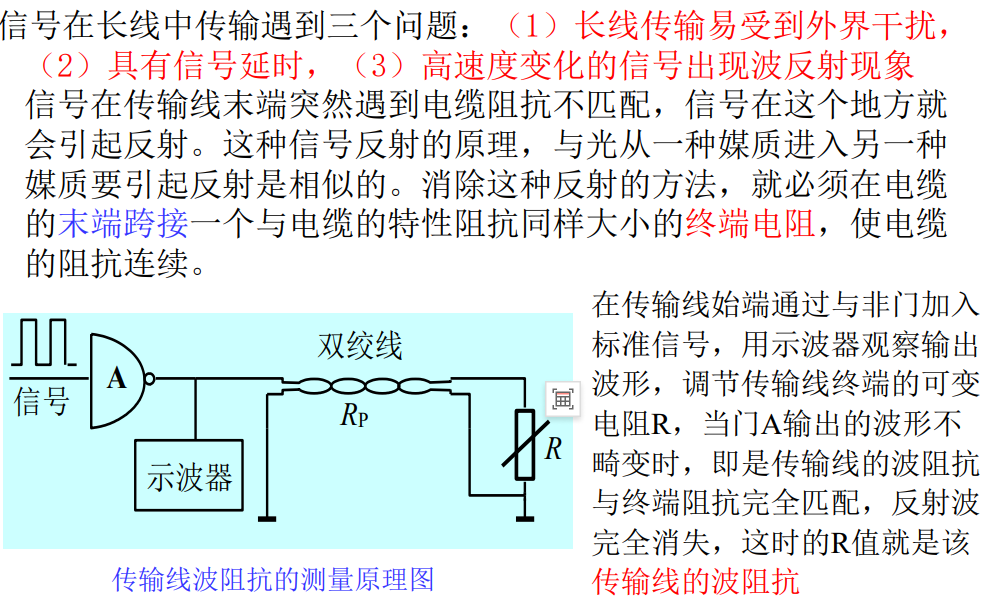 信号在长线中传输遇到三个问题：（1）长线传输易受到外界干扰，
（2）具有信号延时，（3）高速度变化的信号出现波反射现象
信号在传输线末端突然遇到电缆阻抗不匹配，信号在这个地方就
会引起反射。这种信号反射的原理，与光从一种媒质进入另一种
媒质要引起反射是相似的。消除这种反射的方法，就必须在电缆
的末端跨接一个与电缆的特性阻抗同样大小的终端电阻，使电缆
的阻抗连续。
信号
A
示波器
双绞线
RP
R
传输线波阻抗的测量原理图
在传输线始端通过与非门加入
标准信号，用示波器观察输出
波形，调节传输线终端的可变
电阻R，当门A输出的波形不
畸变时，即是传输线的波阻抗
与终端阻抗完全匹配，反射波
完全消失，这时的R值就是该
传输线的波阻抗